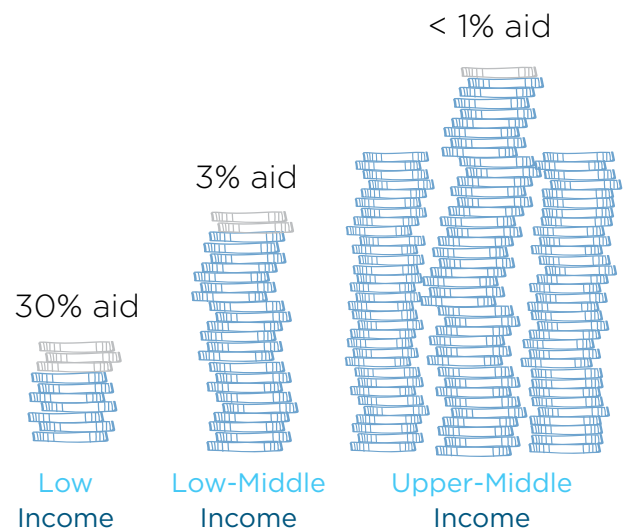 < 1% aid
3% aid
30% aid
Low
Income
Low-Middle
Income
Upper-Middle
Income